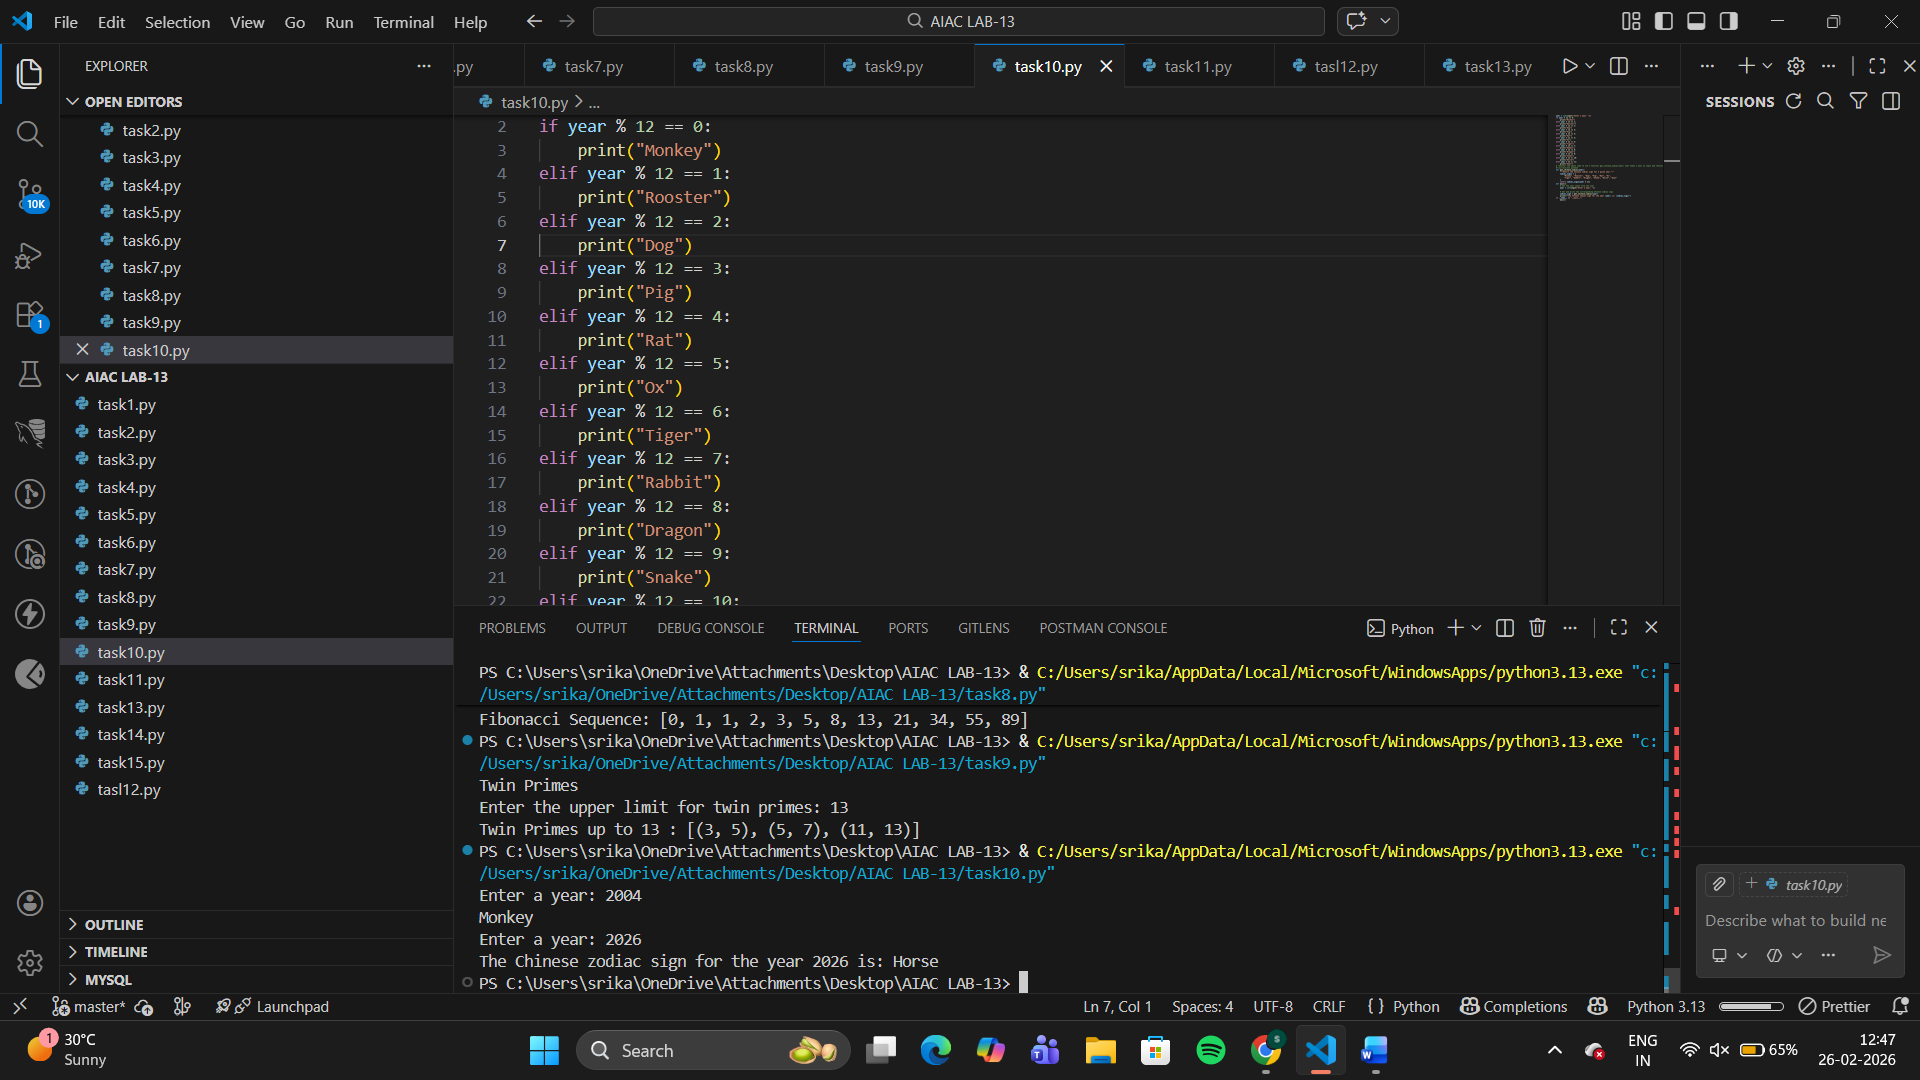 File Edit Selection View Go Run Terminal Help
AIAC LAB-13
EXPLORER
OPEN EDITORS
task2.py
task3.py
task4.py
task5.py
task6.py
task7.py
task8.py
task9.py
task10.py
AIAC LAB-13
task1.py
task2.py
task3.py
task4.py
task5.py
task6.py
task7.py
task8.py
task9.py
task10.py
task11.py
task13.py
task14.py
task15.py
tasl12.py
OUTLINE
TIMELINE
MYSQL
10K
1
.py task7.py task8.py task9.py task10.py task11.py tasl12.py task13.py
task10.py > ...
2 if year % 12 == 0:
3 print("Monkey")
4 elif year % 12 == 1:
5 print("Rooster")
6 elif year % 12 == 2:
7 print("Dog")
8 elif year % 12 == 3:
9 print("Pig")
10 elif year % 12 == 4:
11 print("Rat")
12 elif year % 12 == 5:
13 print("Ox")
14 elif year % 12 == 6:
15 print("Tiger")
16 elif year % 12 == 7:
17 print("Rabbit")
18 elif year % 12 == 8:
19 print("Dragon")
20 elif year % 12 == 9:
21 print("Snake")
22 elif year % 12 == 10:
PROBLEMS OUTPUT DEBUG CONSOLE TERMINAL PORTS GITLENS POSTMAN CONSOLE
Python
PS C:\Users\srika\OneDrive\Attachments\Desktop\AIAC LAB-13> & C:/Users/srika/AppData/Local/Microsoft/WindowsApps/python3.13.exe "c:
/Users/srika/OneDrive/Attachments/Desktop/AIAC LAB-13/task8.py"
Fibonacci Sequence: [0, 1, 1, 2, 3, 5, 8, 13, 21, 34, 55, 89]
PS C:\Users\srika\OneDrive\Attachments\Desktop\AIAC LAB-13> & C:/Users/srika/AppData/Local/Microsoft/WindowsApps/python3.13.exe "c:
/Users/srika/OneDrive/Attachments/Desktop/AIAC LAB-13/task9.py"
Twin Primes
Enter the upper limit for twin primes: 13
Twin Primes up to 13 : [(3, 5), (5, 7), (11, 13)]
PS C:\Users\srika\OneDrive\Attachments\Desktop\AIAC LAB-13> & C:/Users/srika/AppData/Local/Microsoft/WindowsApps/python3.13.exe "c:
/Users/srika/OneDrive/Attachments/Desktop/AIAC LAB-13/task10.py"
Enter a year: 2004
Monkey
Enter a year: 2026
The Chinese zodiac sign for the year 2026 is: Horse
PS C:\Users\srika\OneDrive\Attachments\Desktop\AIAC LAB-13>
SESSIONS
task10.py
Describe what to build ne
master* Launchpad
Ln 7, Col 1 Spaces: 4 UTF-8 CRLF { } Python Completions Python 3.13 Prettier
1
30°C
Sunny
Search
ENG
IN
65%
12:47
26-02-2026